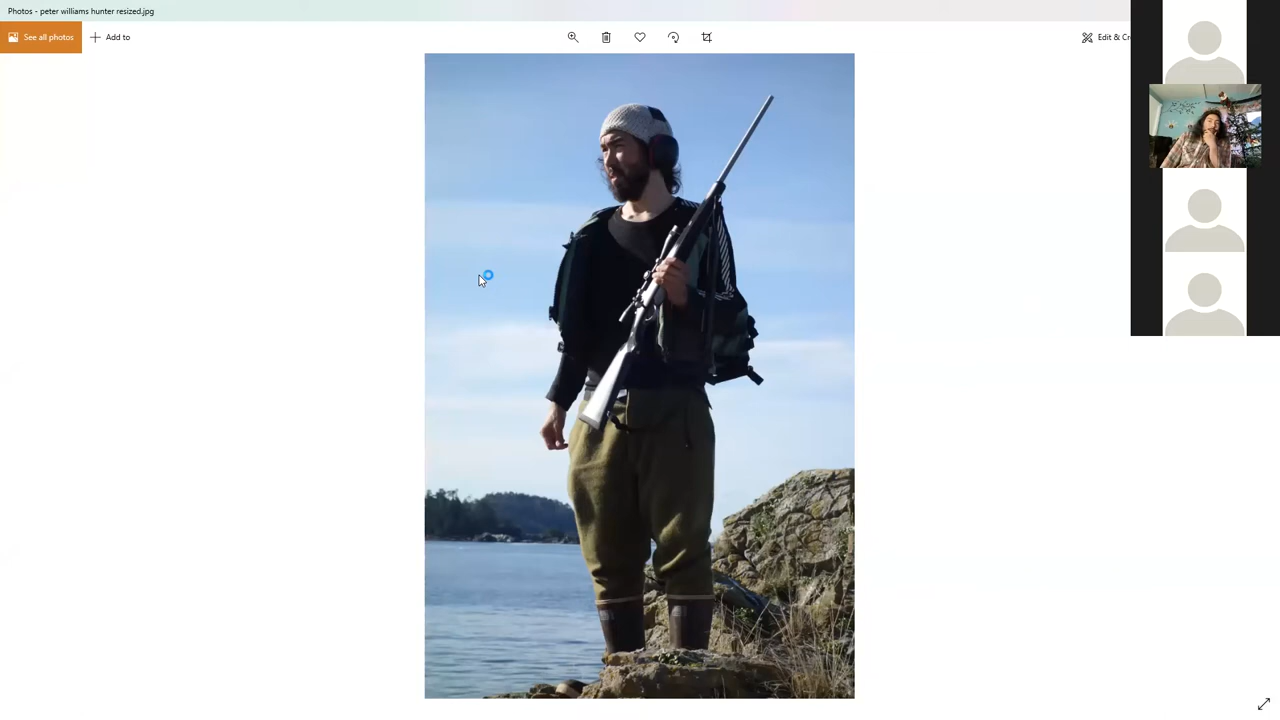 Photos - peter williams hunter resized.jpg
See all photos
Add to
Edit & Cr